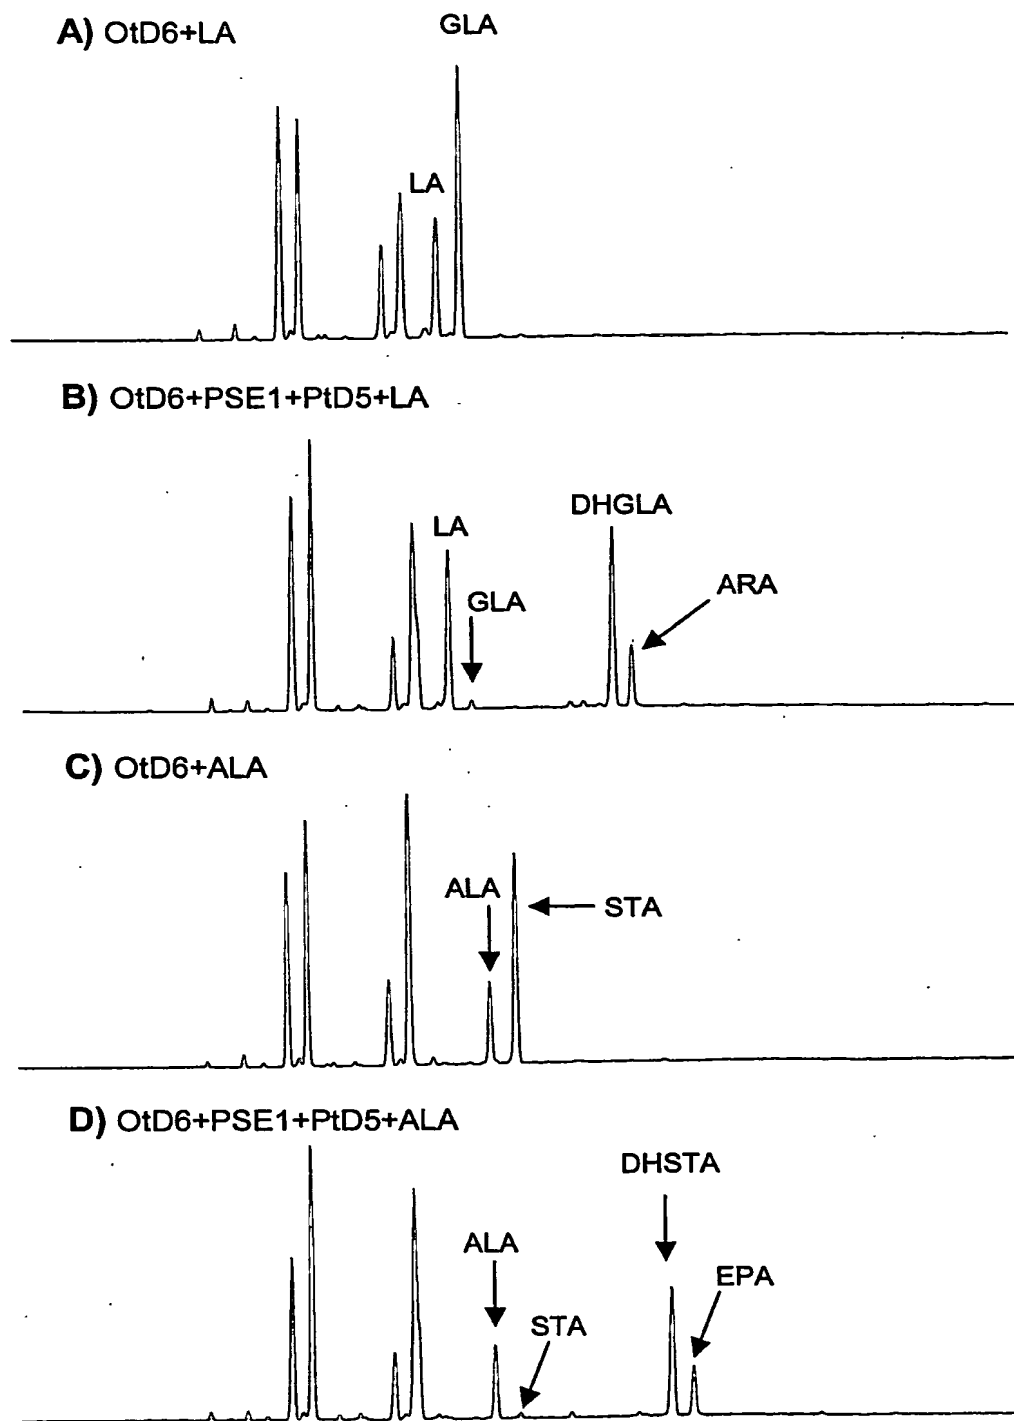 A) OtD6+LA
GLA
LA
B) OtD6+PSE1+PtD5+LA
DHGLA
LA
ARA
GLA
C) OtD6+ALA
ALA
STA
D) OtD6+PSE1+PtD5+ALA
DHSTA
ALA
EPA
STA